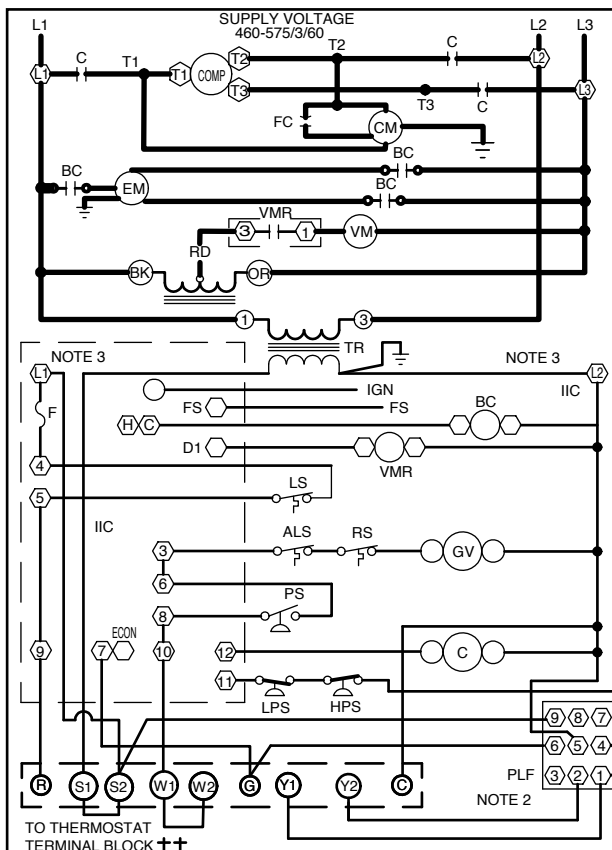 SUPPLY VOLTAGE
460-575/3/60
L1
L2
L3
C
T1
T1
COMP
T2
T2
C
L1
L2
T3
T3
C
L3
FC
CM
BC
BC
EM
BC
VMR
3
1
VM
RD
BK
OR
1
3
TR
NOTE 3
NOTE 3
L1
L2
IGN
IIC
F
FS
FS
BC
H
C
D1
VMR
4
LS
5
IIC
ALS
RS
3
GV
6
PS
8
ECON
9
7
10
12
C
11
LPS
HPS
9 8 7
6 5 4
PLF
3 2 1
NOTE 2
R
S1
S2
W1
W2
G
Y1
Y2
C
TO THERMOSTAT
TERMINAL BLOCK ‡‡